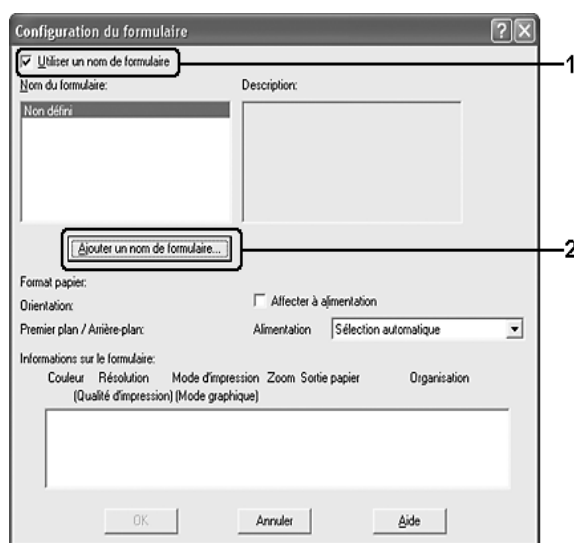 Configuration du formulaire
Utiliser un nom de formulaire
1
Nom du formulaire:
Description:
Non défini
Ajouter un nom de formulaire...
2
Format papier:
Orientation:
Affecter à alimentation
Premier plan / Arrière-plan:
Alimentation
Sélection automatique
Informations sur le formulaire:
Couleur Résolution Mode d'impression Zoom Sortie papier Organisation
(Qualité d'impression) (Mode graphique)
OK Annuler Aide